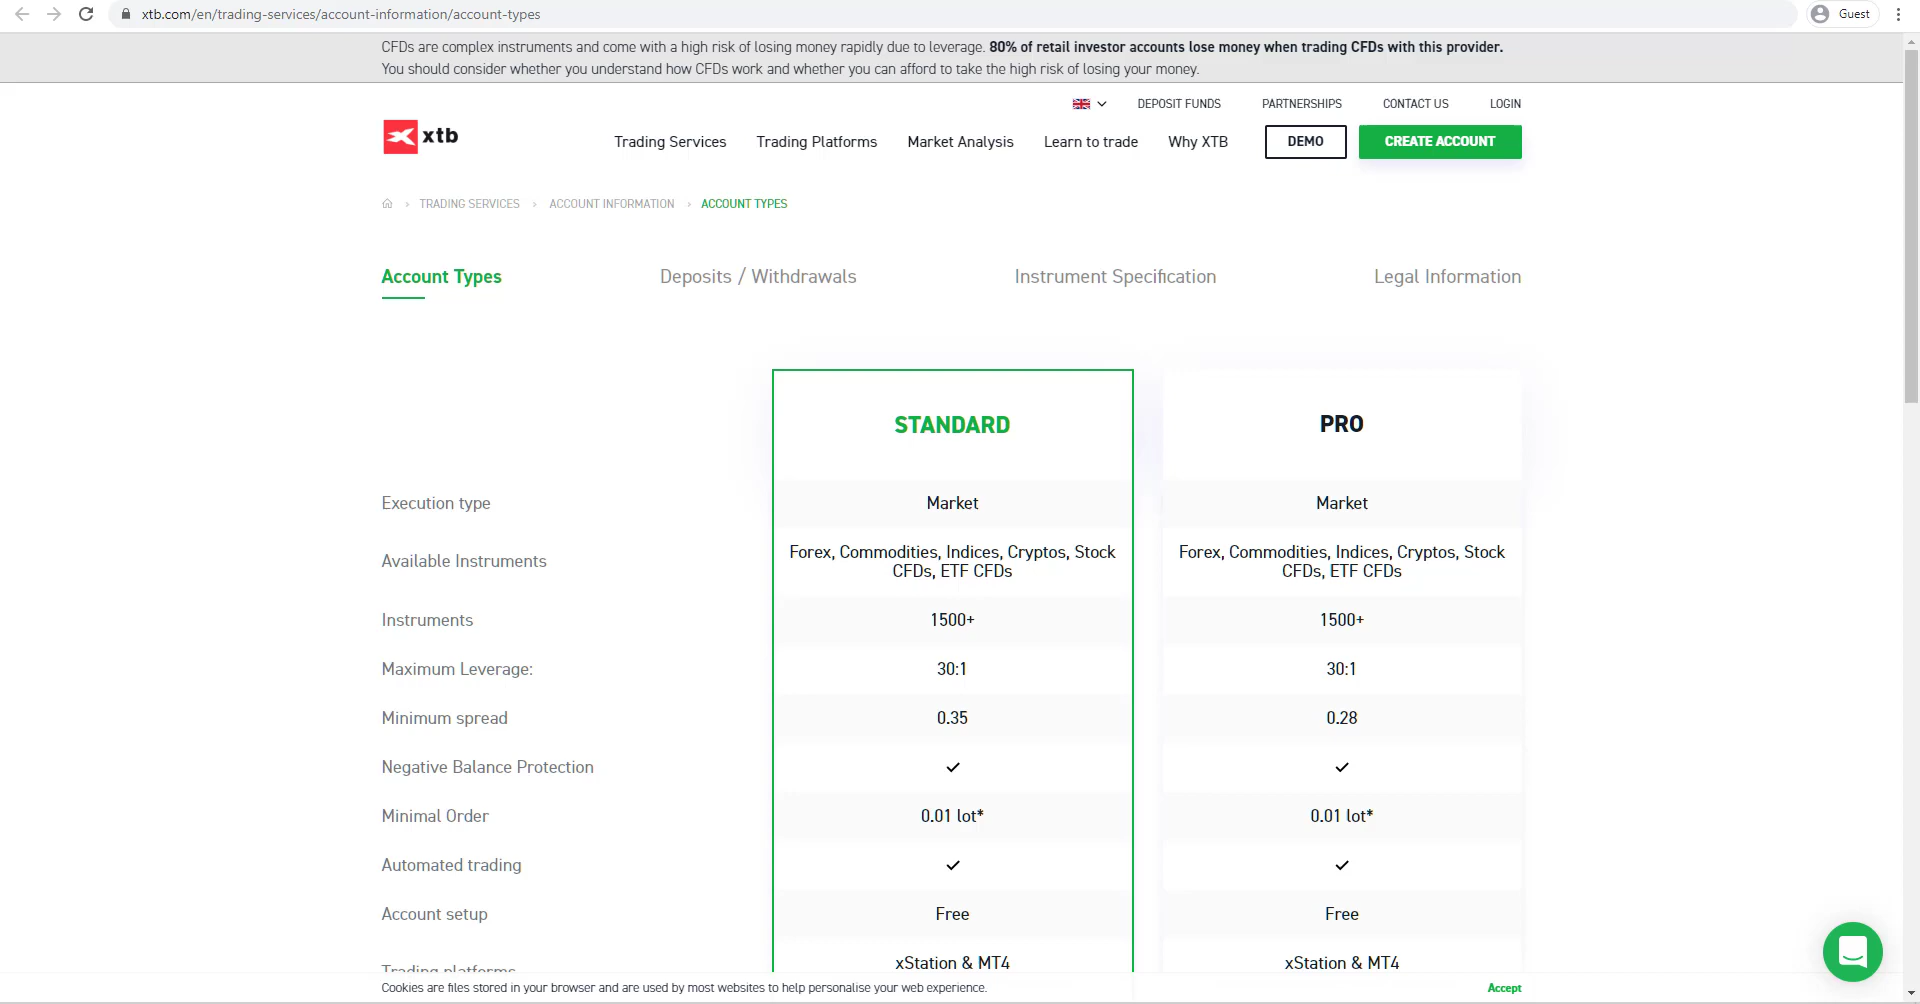 xtb.com/en/trading-services/account-information/account-types
Guest
CFDs are complex instruments and come with a high risk of losing money rapidly due to leverage. 80% of retail investor accounts lose money when trading CFDs with this provider.
You should consider whether you understand how CFDs work and whether you can afford to take the high risk of losing your money.
DEPOSIT FUNDS PARTNERSHIPS CONTACT US LOGIN
xtb
Trading Services Trading Platforms Market Analysis Learn to trade Why XTB DEMO CREATE ACCOUNT
TRADING SERVICES › ACCOUNT INFORMATION › ACCOUNT TYPES
Account Types Deposits / Withdrawals Instrument Specification Legal Information
STANDARD PRO
Execution type Market Market
Available Instruments Forex, Commodities, Indices, Cryptos, Stock Forex, Commodities, Indices, Cryptos, Stock
CFDs, ETF CFDs CFDs, ETF CFDs
Instruments 1500+ 1500+
Maximum Leverage: 30:1 30:1
Minimum spread 0.35 0.28
Negative Balance Protection ✓ ✓
Minimal Order 0.01 lot* 0.01 lot*
Automated trading ✓ ✓
Account setup Free Free
Trading platforms xStation & MT4 xStation & MT4
Cookies are files stored in your browser and are used by most websites to help personalise your web experience. Accept